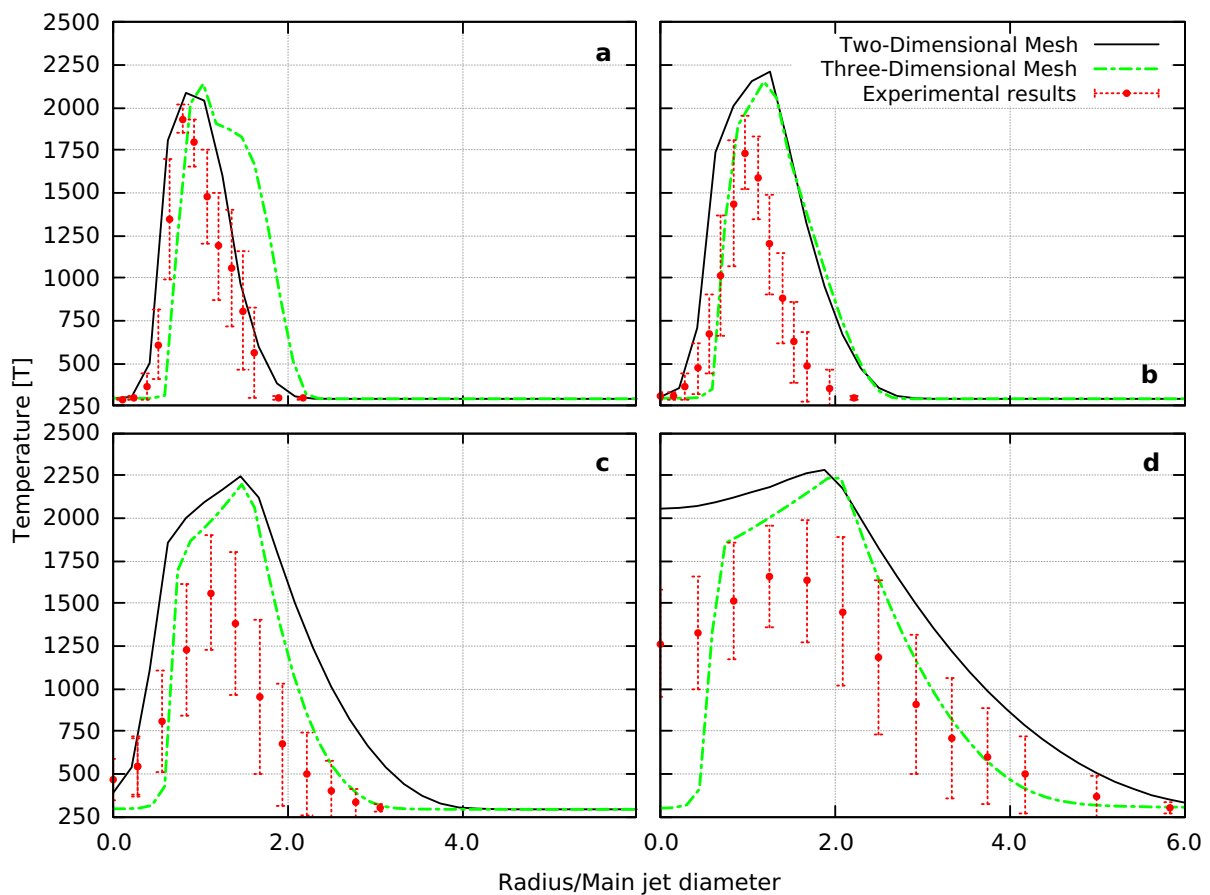 2500
2250
2000
1750
1500
1250
1000
750
500
250
a
Two-Dimensional Mesh
Three-Dimensional Mesh
Experimental results
b
Temperature [T]
2500
2250
2000
1750
1500
1250
1000
750
500
250
c
d
0.0 2.0 4.0 0.0 2.0 4.0 6.0
Radius/Main jet diameter